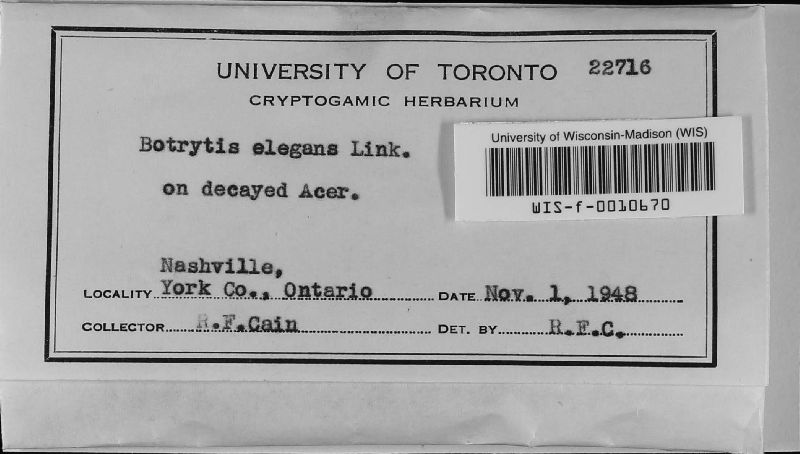 UNIVERSITY OF TORONTO 22716
CRYPTOGAMIC HERBARIUM
Botrytis elegans Link.
on decayed Acer.
University of Wisconsin-Madison (WIS)
WIS-f-0010670
Nashville,
LOCALITY York Co., Ontario DATE Nov. 1, 1948
COLLECTOR R.F.Cain DET. BY R.F.C.